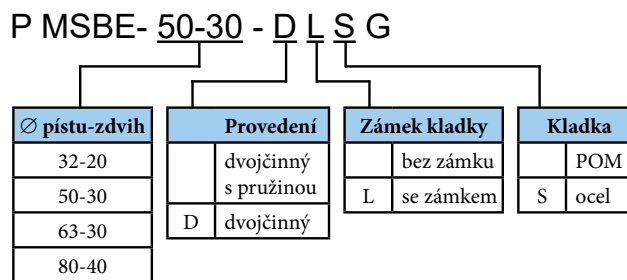 P MSBE- 50-30 - D L S G
∅ pístu-zdvih
32-20
50-30
63-30
80-40
Provedení
dvojčinný
s pružinou
D dvojčinný
Zámek kladky
bez zámku
L se zámkem
Kladka
POM
S ocel